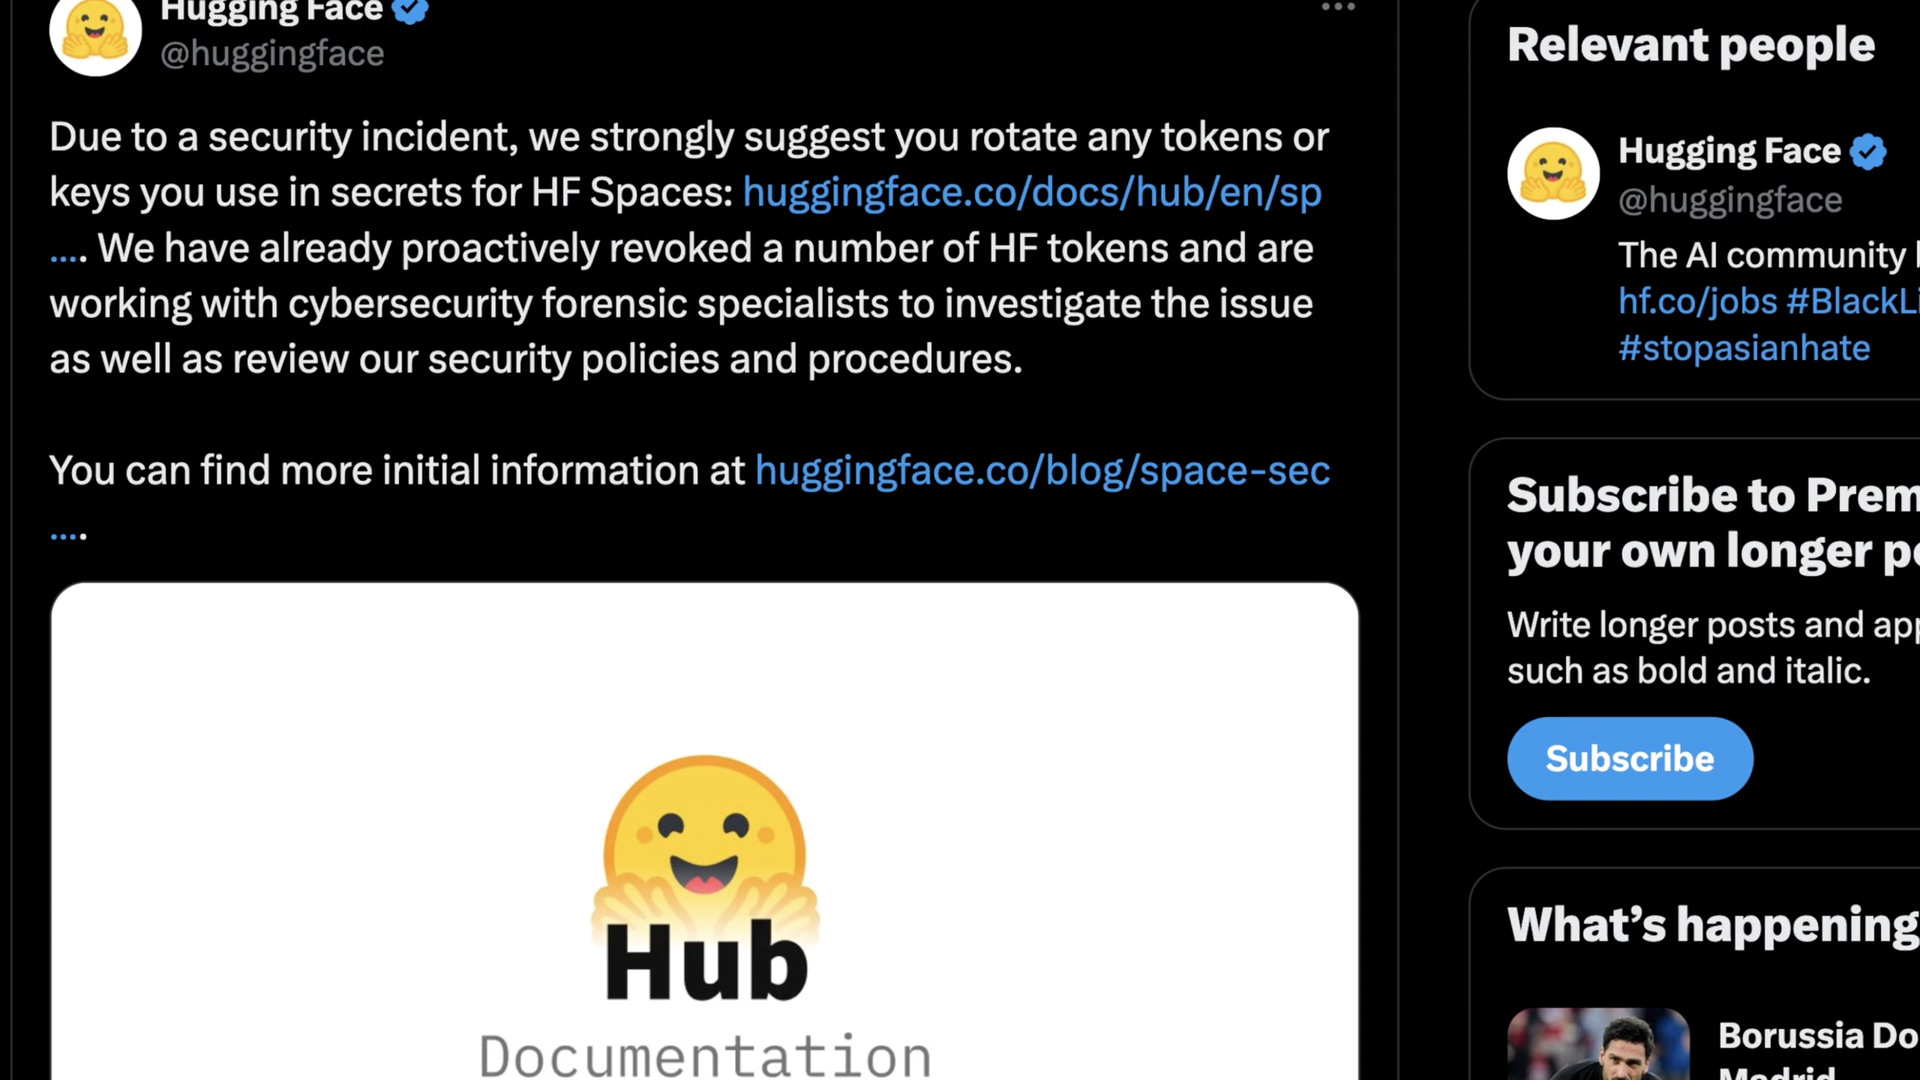 Hugging Face
@huggingface
Due to a security incident, we strongly suggest you rotate any tokens or
keys you use in secrets for HF Spaces: huggingface.co/docs/hub/en/sp
.... We have already proactively revoked a number of HF tokens and are
working with cybersecurity forensic specialists to investigate the issue
as well as review our security policies and procedures.
You can find more initial information at huggingface.co/blog/space-sec
....
Hub
Documentation
Relevant people
Hugging Face
@huggingface
The AI community
hf.co/jobs #BlackLi
#stopasianhate
Subscribe to Prem
your own longer po
Write longer posts and app
such as bold and italic.
Subscribe
What's happening
Borussia Do
Madrid